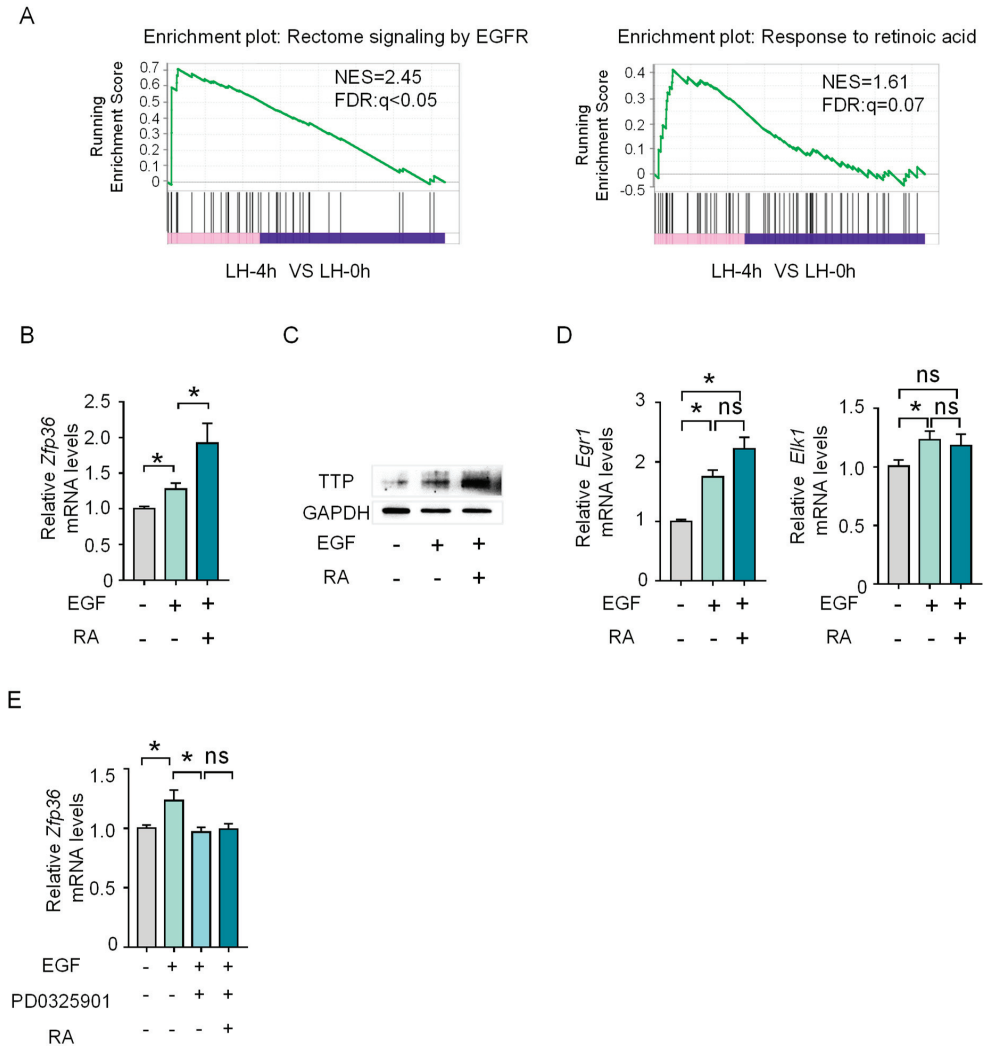 A
Enrichment plot: Rectome signaling by EGFR
Enrichment plot: Response to retinoic acid
Running
Enrichment Score
0.7
0.6
0.5
0.4
0.3
0.2
0.1
0
NES=2.45
FDR:q<0.05
LH-4h VS LH-0h
Running
Enrichment Score
0.4
0.3
0.2
0.1
0
-0.5
NES=1.61
FDR:q=0.07
LH-4h VS LH-0h
B
Relative Zfp36
mRNA levels
2.5
2.0
1.5
1.0
0.5
0
*
*
EGF - + +
RA - - +
C
TTP
GAPDH
EGF - + +
RA - - +
D
Relative Egr1
mRNA levels
3
2
1
0
*
* ns
EGF - + +
RA - - +
Relative Elk1
mRNA levels
1.5
1.0
0.5
0
ns
* ns
EGF - + +
RA - - +
E
Relative Zfp36
mRNA levels
1.5
1.0
0.5
0
* * ns
EGF - + + +
PD0325901 - - + +
RA - - - +